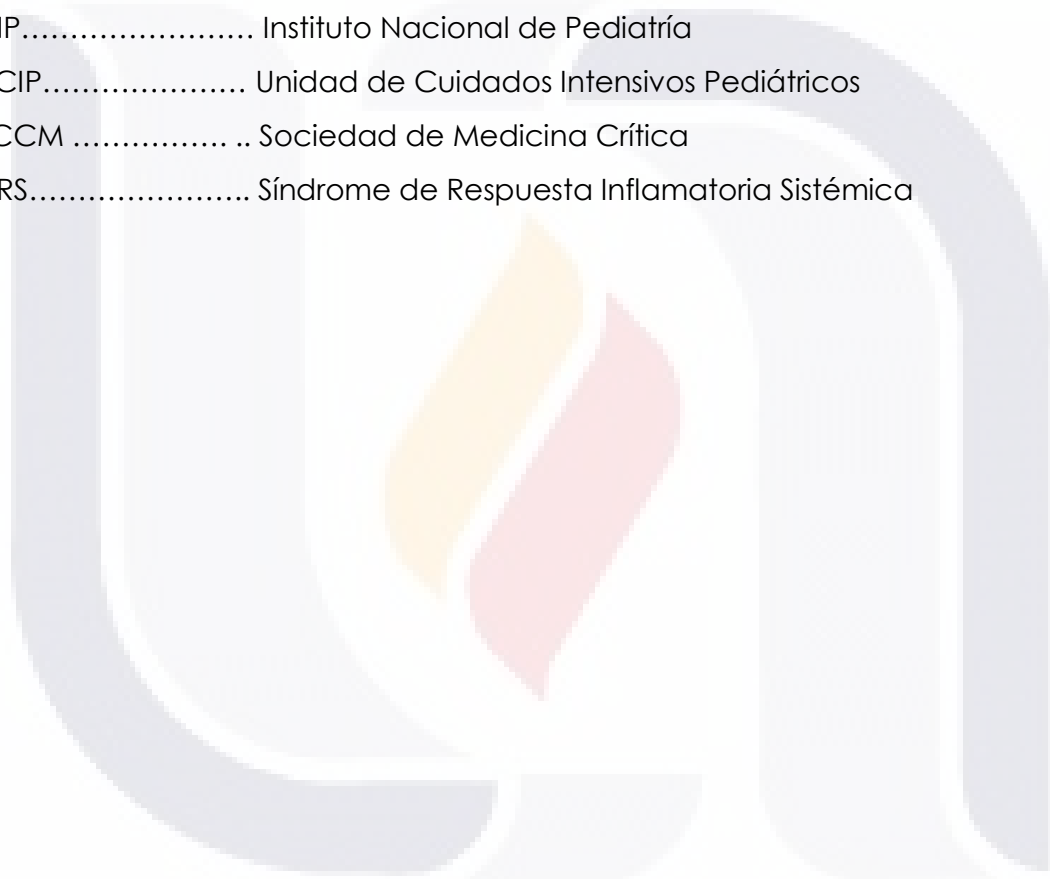 IP........................ Instituto Nacional de Pediatría
CIP..................... Unidad de Cuidados Intensivos Pediátricos
CCM ................ .. Sociedad de Medicina Crítica
RS....................... Síndrome de Respuesta Inflamatoria Sistémica